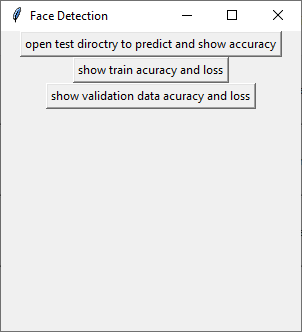 Face Detection
open test diroctry to predict and show accuracy
show train acuracy and loss
show validation data acuracy and loss